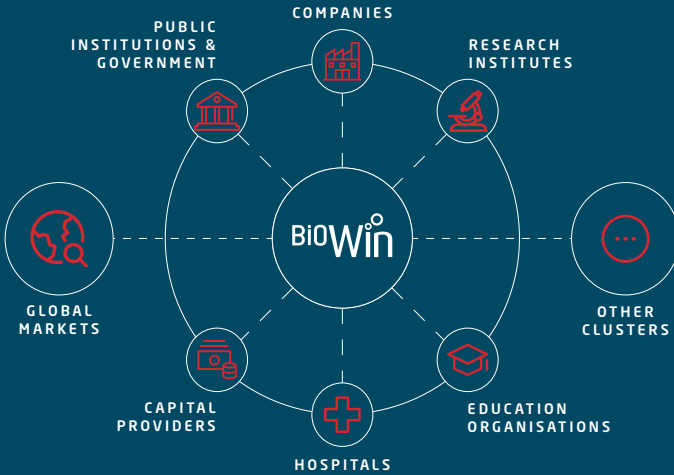 COMPANIES
PUBLIC
INSTITUTIONS &
GOVERNMENT
RESEARCH
INSTITUTES
BiOWin
GLOBAL
MARKETS
OTHER
CLUSTERS
CAPITAL
PROVIDERS
EDUCATION
ORGANISATIONS
HOSPITALS